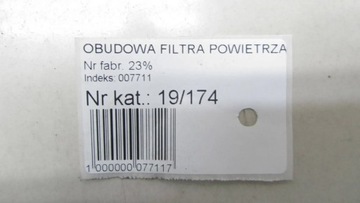 OBUDOWA FILTRA POWIETRZA
Nr fabr. 23%
Indeks: 007711
Nr kat.: 19/174
1 000000 077117